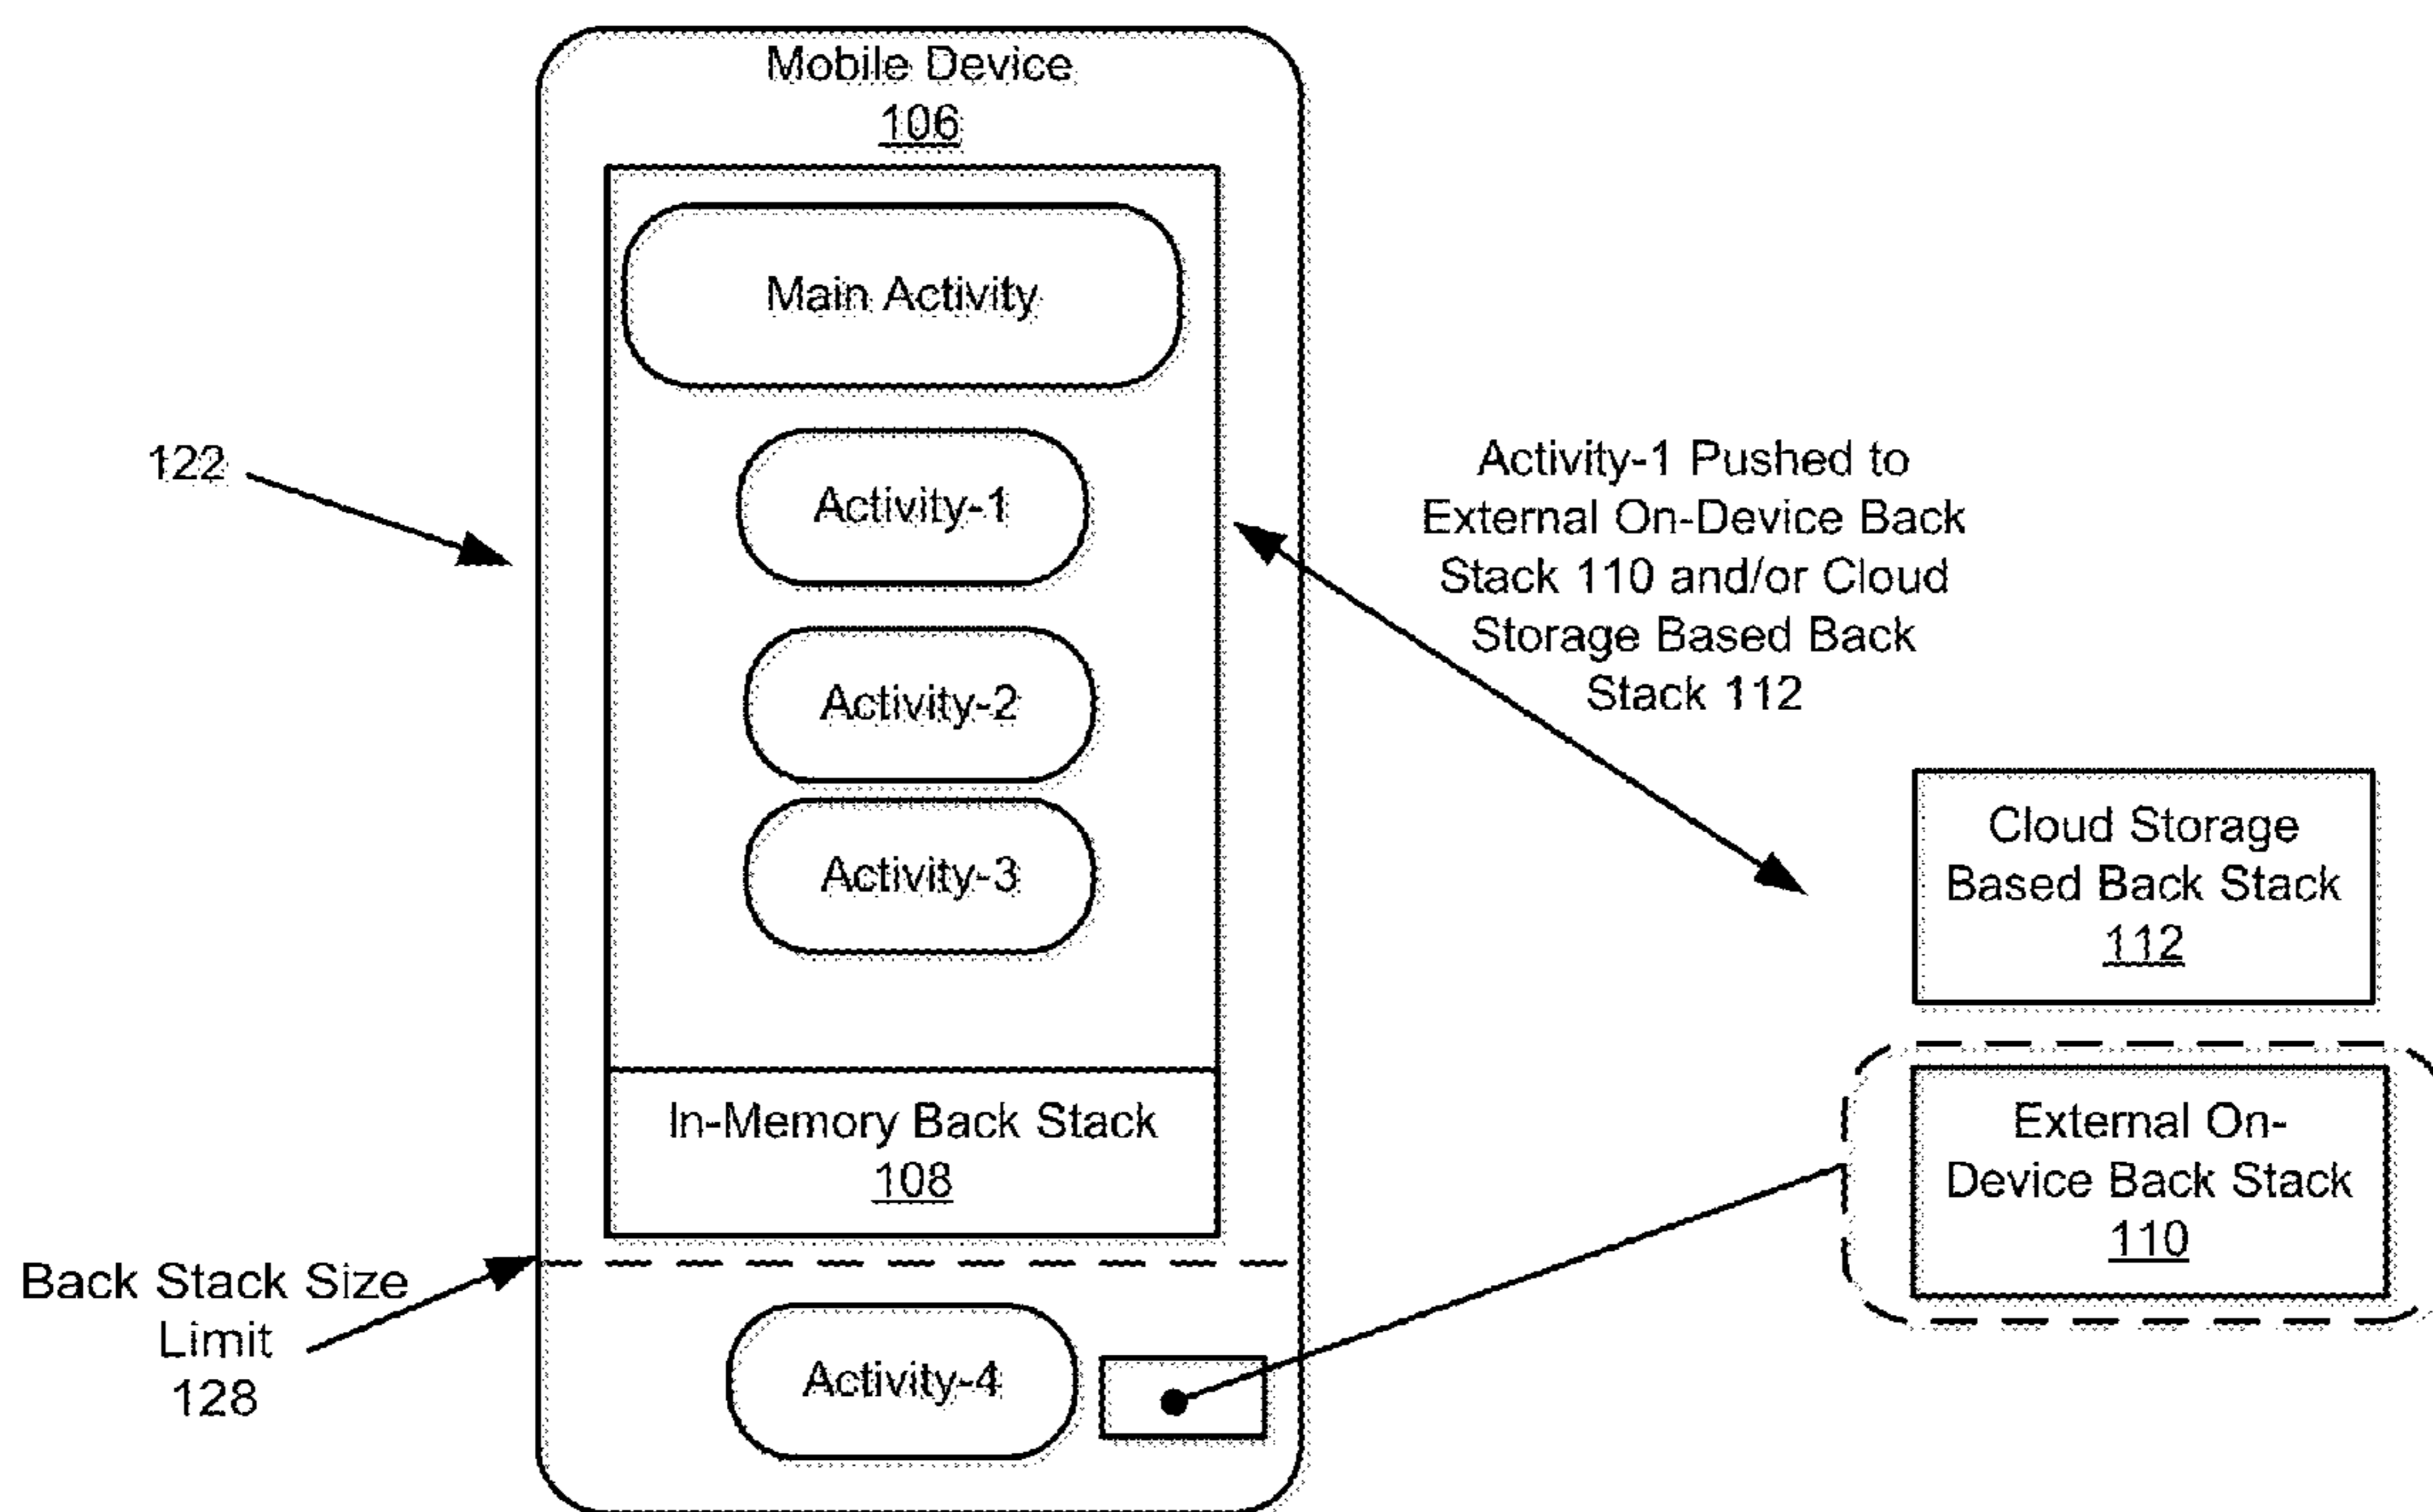 Mobile Device
106
Main Activity
122
Activity-1
Activity-2
Activity-3
In-Memory Back Stack
108
Back Stack Size
Limit
128
Activity-4
Activity-1 Pushed to
External On-Device Back
Stack 110 and/or Cloud
Storage Based Back
Stack 112
Cloud Storage
Based Back Stack
112
External On-
Device Back Stack
110